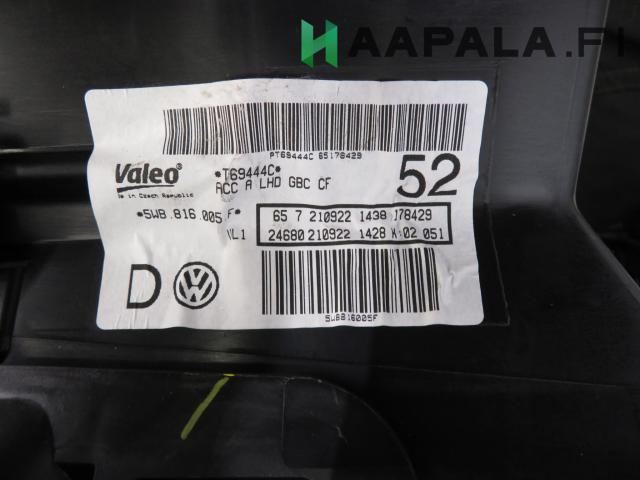 HAAPALA.FI
PT69444C 65178429
Valeo
*T69444C*
52
ACC A LHD GBC CF
in Czech Republic
*5WB.816.005 F*
65 7 210922 1438 178429
24680 210922 1428 K:02 051
VL1
D
VW
5WB816005F